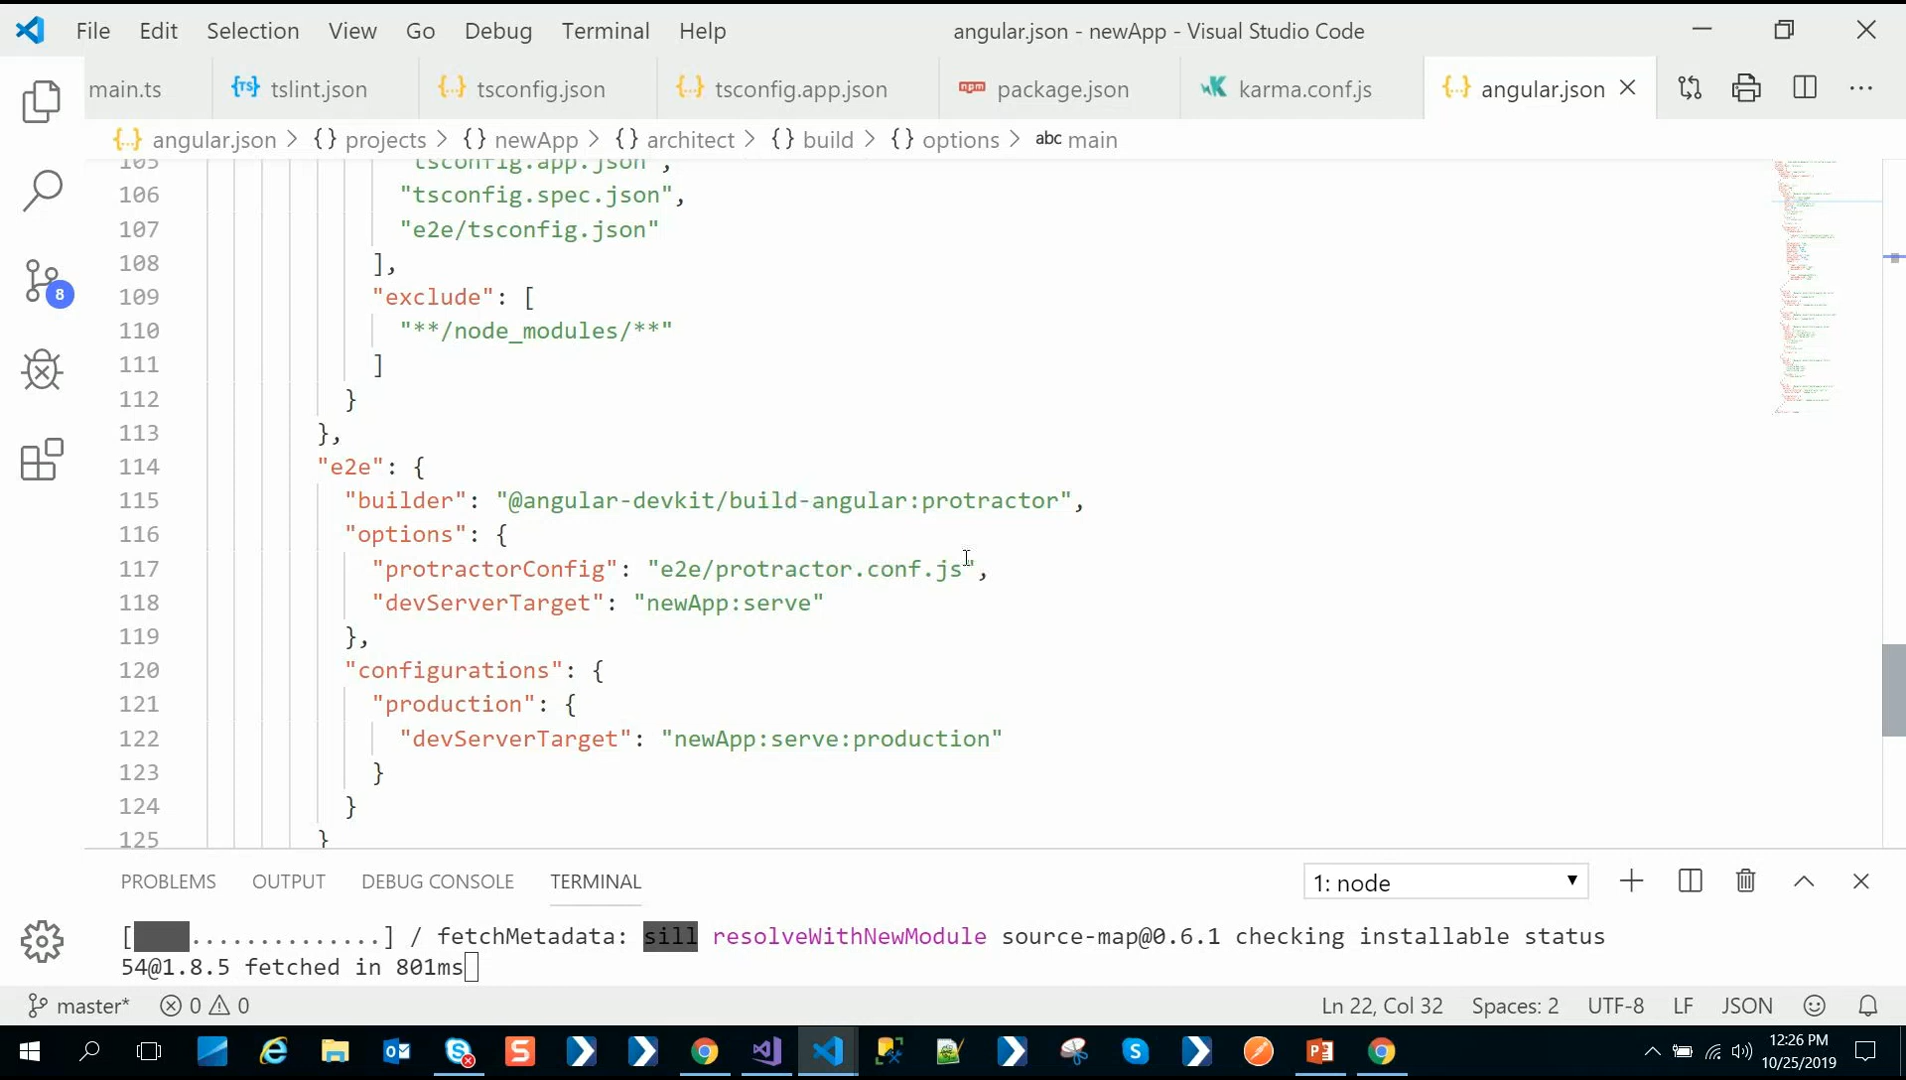 File Edit Selection View Go Debug Terminal Help angular.json - newApp - Visual Studio Code
main.ts tslint.json tsconfig.json tsconfig.app.json package.json karma.conf.js angular.json
angular.json > {} projects > {} newApp > {} architect > {} build > {} options > abc main
105 "tsconfig.app.json",
106 "tsconfig.spec.json",
107 "e2e/tsconfig.json"
108 ],
109 "exclude": [
110 "**/node_modules/**"
111 ]
112 }
113 },
114 "e2e": {
115 "builder": "@angular-devkit/build-angular:protractor",
116 "options": {
117 "protractorConfig": "e2e/protractor.conf.js",
118 "devServerTarget": "newApp:serve"
119 },
120 "configurations": {
121 "production": {
122 "devServerTarget": "newApp:serve:production"
123 }
124 }
125 }
8
PROBLEMS OUTPUT DEBUG CONSOLE TERMINAL 1: node
[ ..............] / fetchMetadata: sill resolveWithNewModule source-map@0.6.1 checking installable status
54@1.8.5 fetched in 801ms
master* 0 0 Ln 22, Col 32 Spaces: 2 UTF-8 LF JSON
12:26 PM
10/25/2019